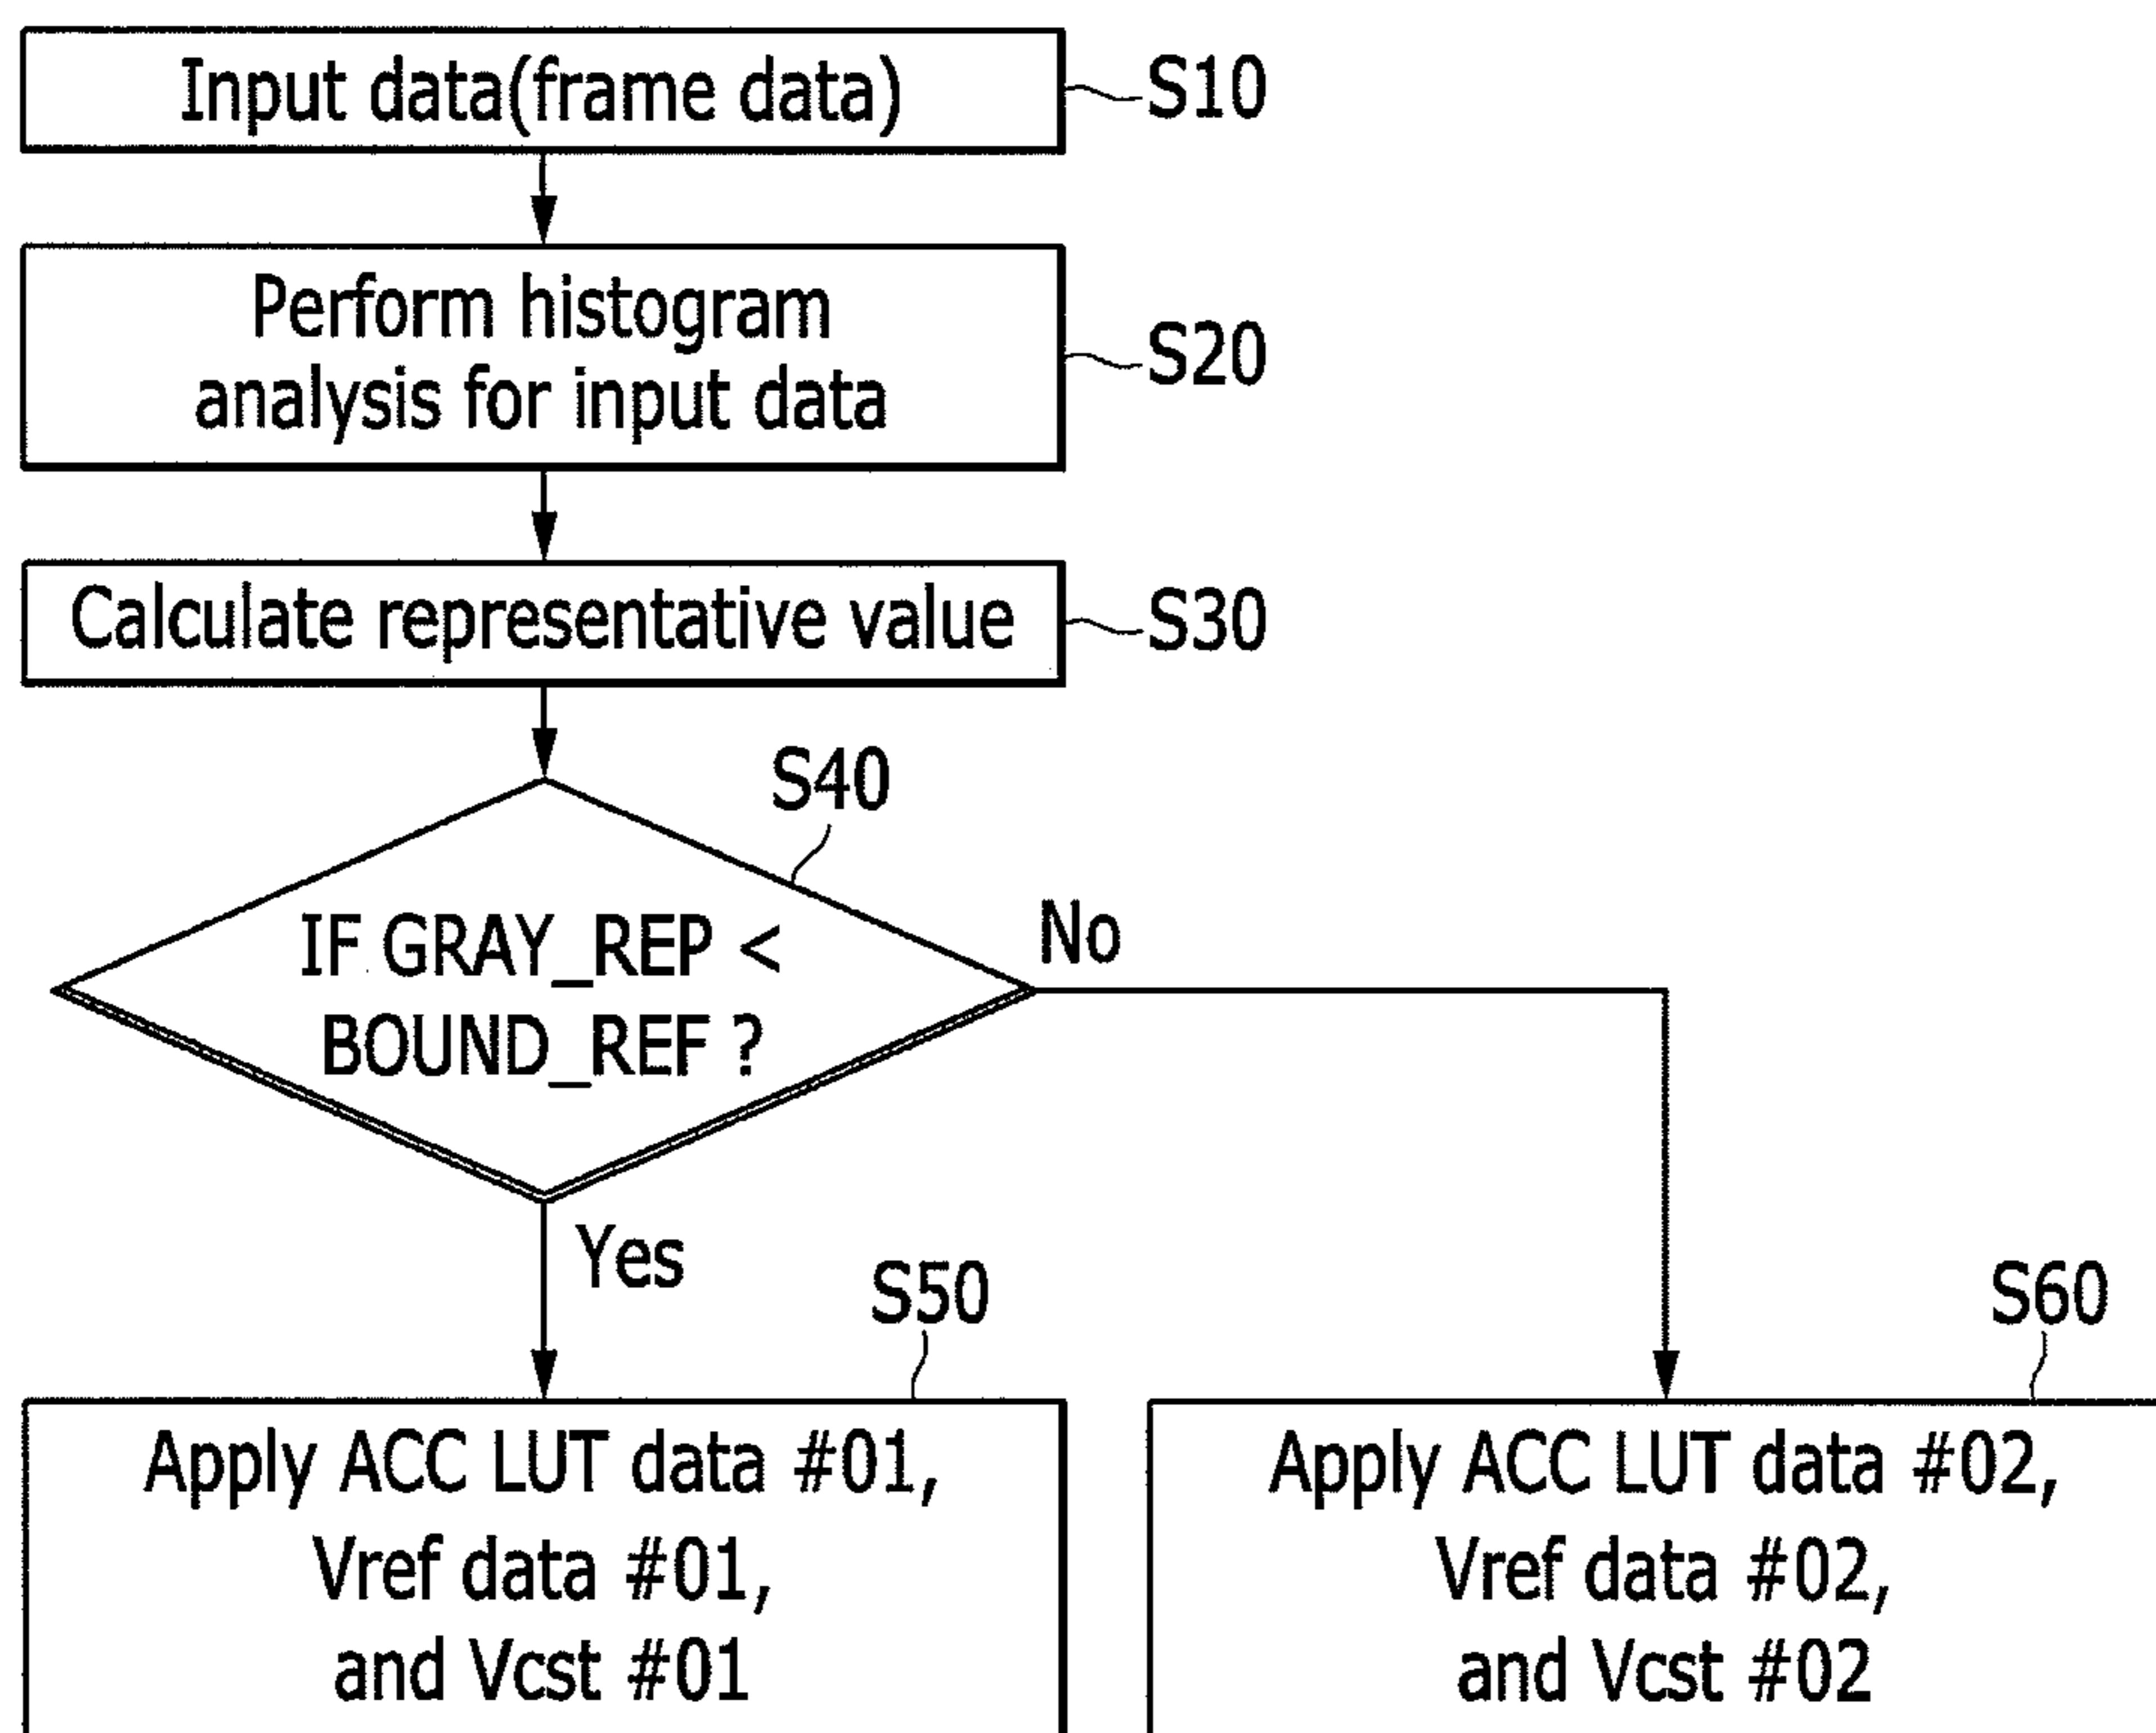 Input data(frame data)
S10
Perform histogram
analysis for input data
S20
Calculate representative value
S30
S40
IF GRAY_REP <
BOUND_REF ?
No
Yes
S50
Apply ACC LUT data #01,
Vref data #01,
and Vcst #01
S60
Apply ACC LUT data #02,
Vref data #02,
and Vcst #02